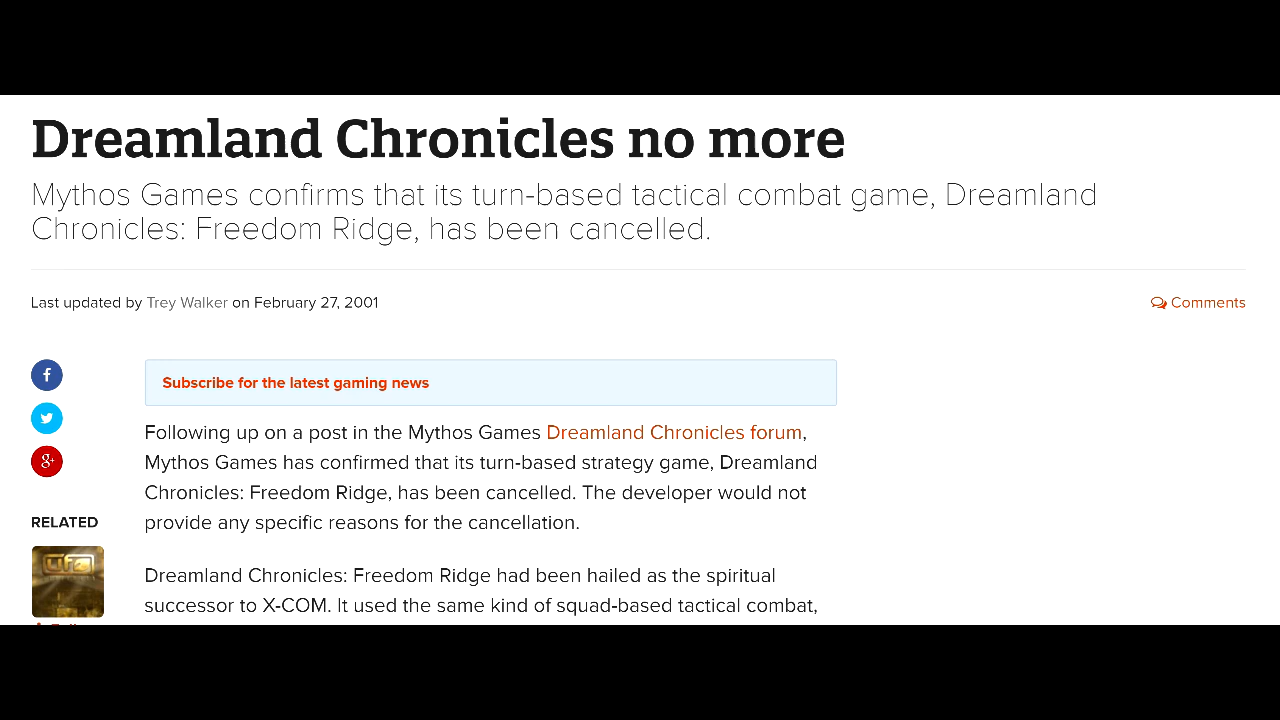 Dreamland Chronicles no more
Mythos Games confirms that its turn-based tactical combat game, Dreamland
Chronicles: Freedom Ridge, has been cancelled.
Last updated by Trey Walker on February 27, 2001
Comments
Subscribe for the latest gaming news
Following up on a post in the Mythos Games Dreamland Chronicles forum,
Mythos Games has confirmed that its turn-based strategy game, Dreamland
Chronicles: Freedom Ridge, has been cancelled. The developer would not
provide any specific reasons for the cancellation.
RELATED
Dreamland Chronicles: Freedom Ridge had been hailed as the spiritual
successor to X-COM. It used the same kind of squad-based tactical combat,